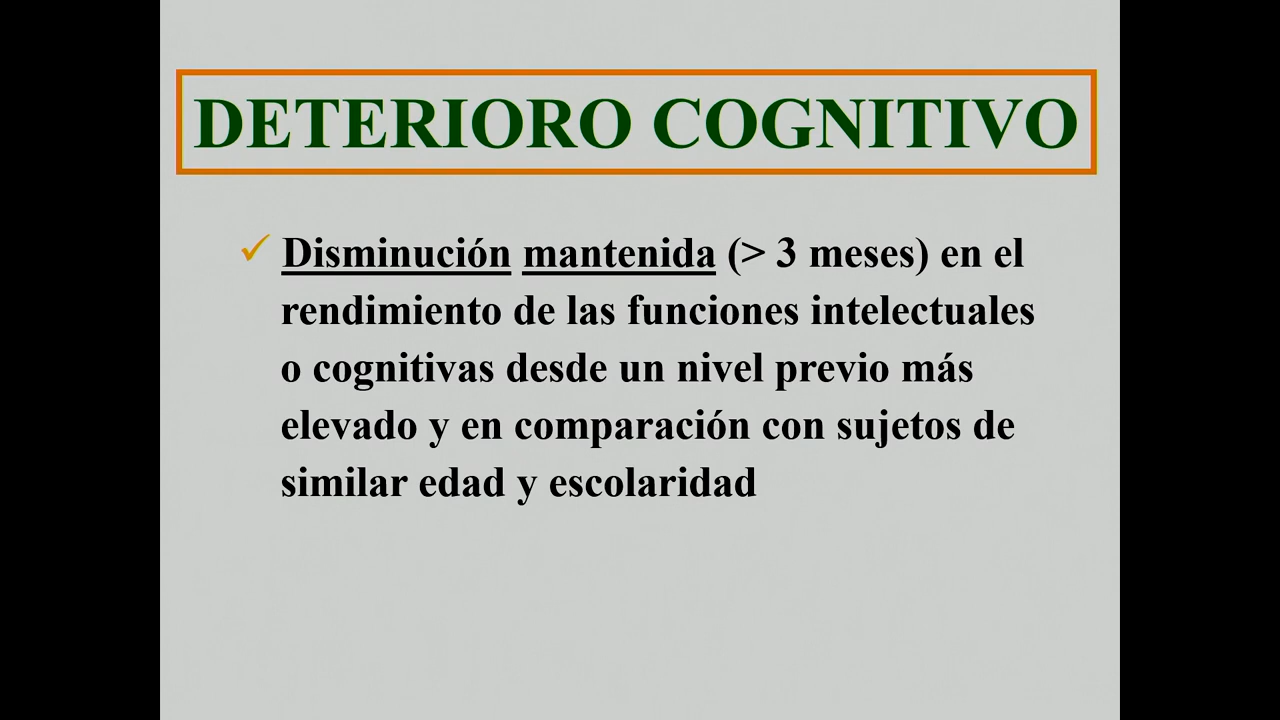 DETERIORO COGNITIVO
Disminución mantenida (> 3 meses) en el
rendimiento de las funciones intelectuales
o cognitivas desde un nivel previo más
elevado y en comparación con sujetos de
similar edad y escolaridad